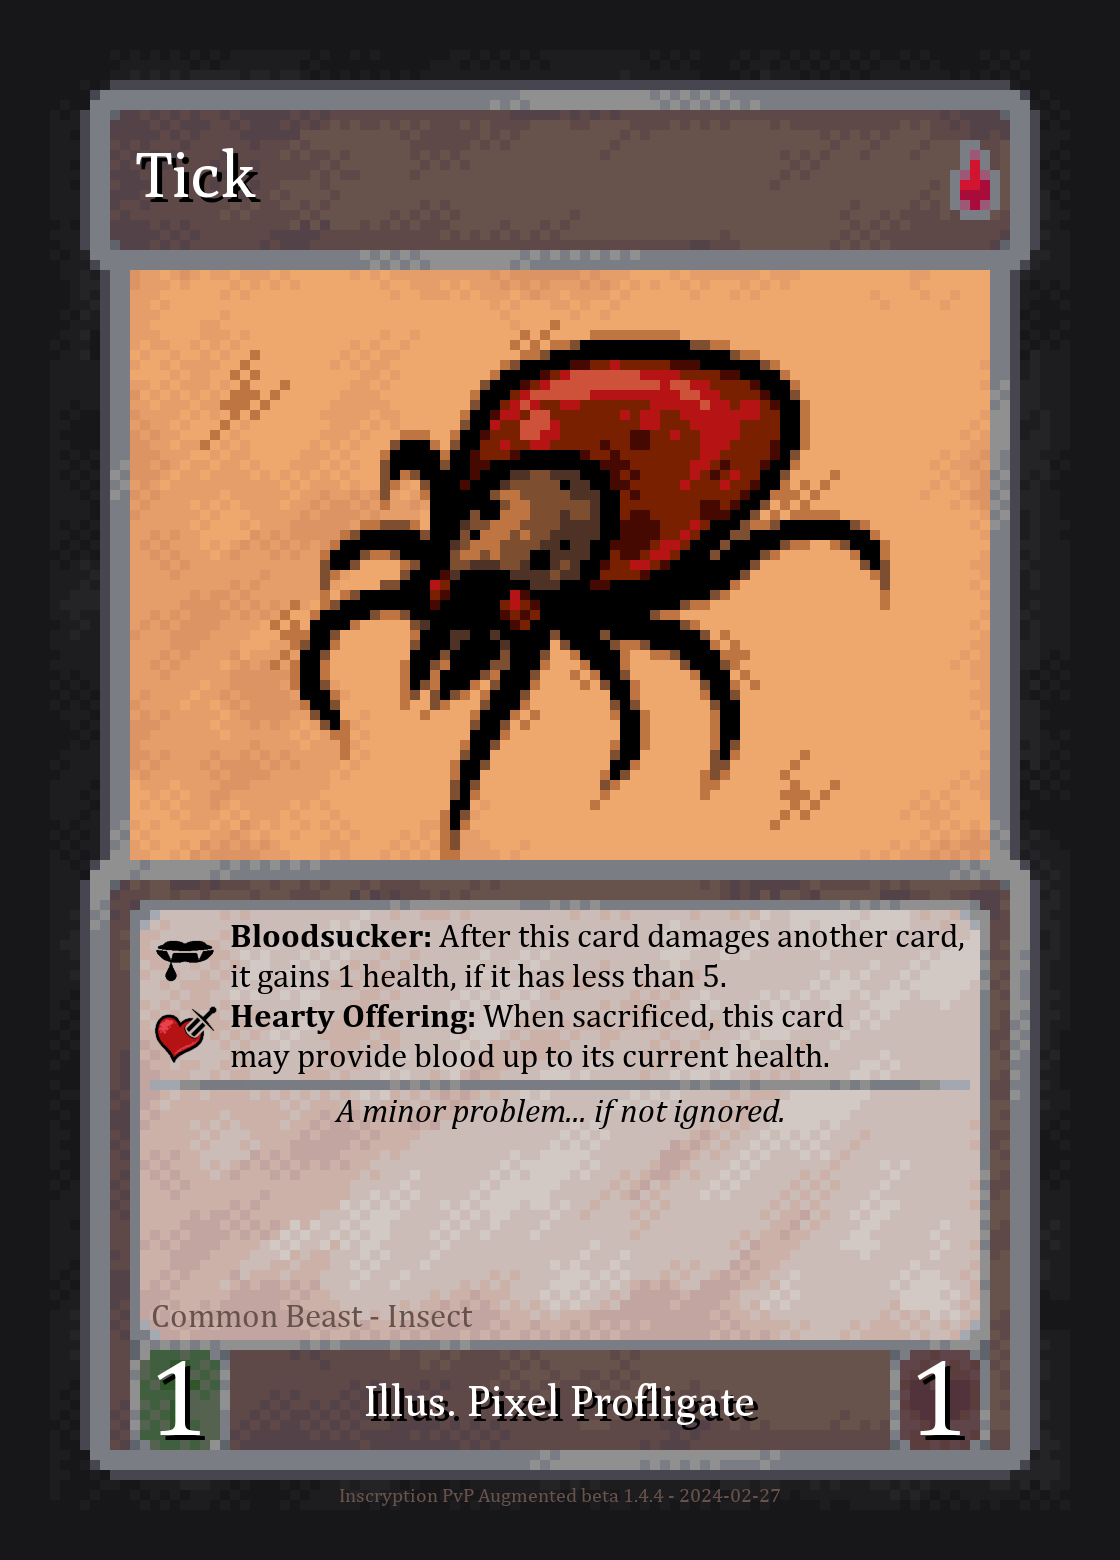 Tick
Bloodsucker: After this card damages another card,
it gains 1 health, if it has less than 5.
Hearty Offering: When sacrificed, this card
may provide blood up to its current health.
A minor problem... if not ignored.
Common Beast - Insect
1 Illus. Pixel Profligate 1
Inscryption PvP Augmented beta 1.4.4 - 2024-02-27